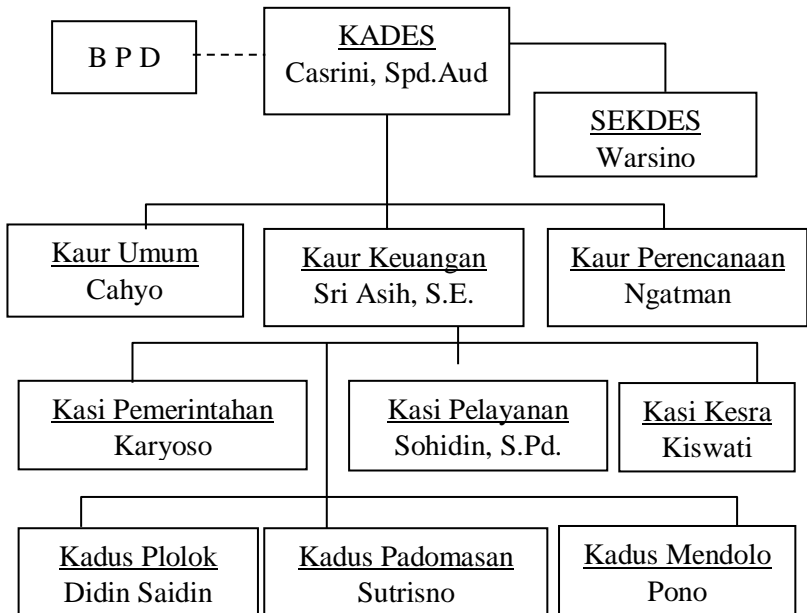 KADES
Casrini, Spd.Aud
B P D
SEKDES
Warsino
Kaur Umum
Cahyo
Kaur Keuangan
Sri Asih, S.E.
Kaur Perencanaan
Ngatman
Kasi Pemerintahan
Karyoso
Kasi Pelayanan
Sohidin, S.Pd.
Kasi Kesra
Kiswati
Kadus Plolok
Didin Saidin
Kadus Padomasan
Sutrisno
Kadus Mendolo
Pono